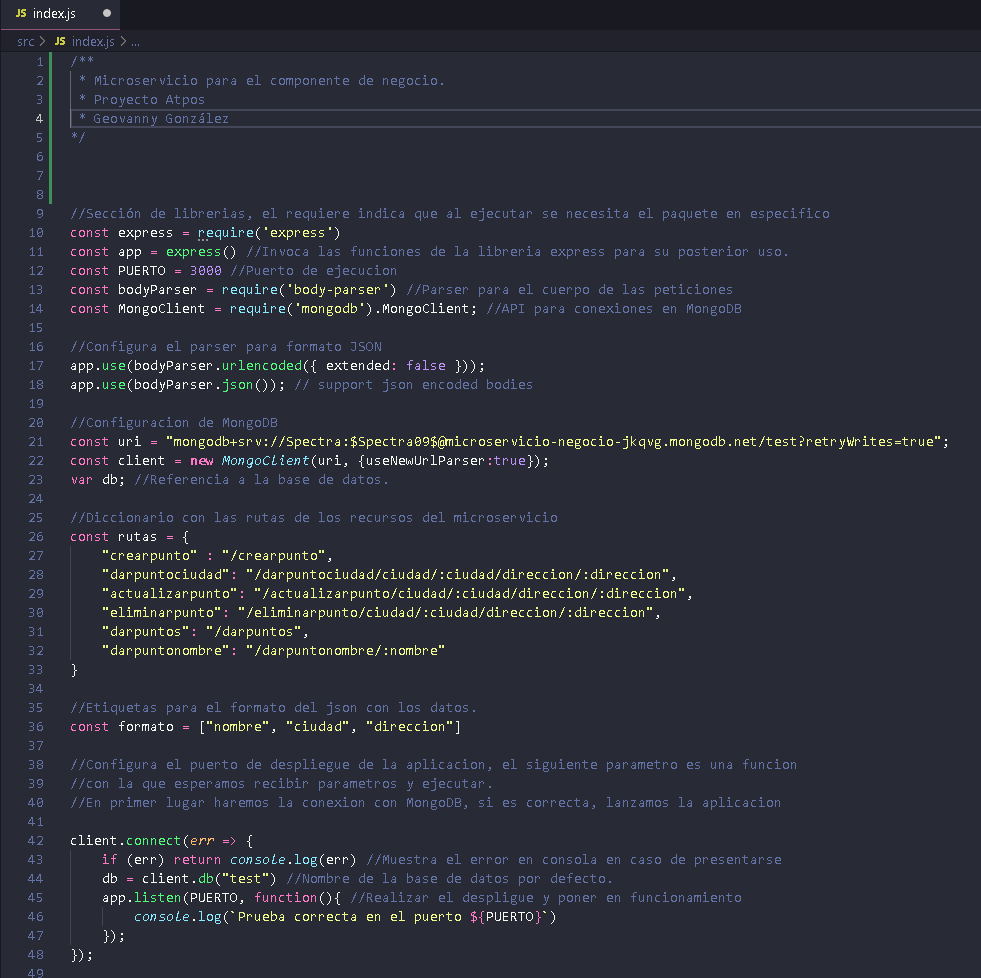 JS index.js
src > JS index.js > ...
1 /**
2 * Microservicio para el componente de negocio.
3 * Proyecto Atpos
4 * Geovanny González
5 */
6
7
8
9 //Sección de librerias, el requiere indica que al ejecutar se necesita el paquete en especifico
10 const express = require('express')
11 const app = express() //Invoca las funciones de la libreria express para su posterior uso.
12 const PUERTO = 3000 //Puerto de ejecucion
13 const bodyParser = require('body-parser') //Parser para el cuerpo de las peticiones
14 const MongoClient = require('mongodb').MongoClient; //API para conexiones en MongoDB
15
16 //Configura el parser para formato JSON
17 app.use(bodyParser.urlencoded({ extended: false }));
18 app.use(bodyParser.json()); // support json encoded bodies
19
20 //Configuracion de MongoDB
21 const uri = "mongodb+srv://Spectra:$Spectra09$@microservicio-negocio-jkqvg.mongodb.net/test?retryWrites=true";
22 const client = new MongoClient(uri, {useNewUrlParser:true});
23 var db; //Referencia a la base de datos.
24
25 //Diccionario con las rutas de los recursos del microservicio
26 const rutas = {
27 "crearpunto" : "/crearpunto",
28 "darpuntociudad": "/darpuntociudad/ciudad/:ciudad/direccion/:direccion",
29 "actualizarpunto": "/actualizarpunto/ciudad/:ciudad/direccion/:direccion",
30 "eliminarpunto": "/eliminarpunto/ciudad/:ciudad/direccion/:direccion",
31 "darpuntos": "/darpuntos",
32 "darpuntonombre": "/darpuntonombre/:nombre"
33 }
34
35 //Etiquetas para el formato del json con los datos.
36 const formato = ["nombre", "ciudad", "direccion"]
37
38 //Configura el puerto de despliegue de la aplicacion, el siguiente parametro es una funcion
39 //con la que esperamos recibir parametros y ejecutar.
40 //En primer lugar haremos la conexion con MongoDB, si es correcta, lanzamos la aplicacion
41
42 client.connect(err => {
43 if (err) return console.log(err) //Muestra el error en consola en caso de presentarse
44 db = client.db("test") //Nombre de la base de datos por defecto.
45 app.listen(PUERTO, function(){ //Realizar el despligue y poner en funcionamiento
46 console.log(`Prueba correcta en el puerto ${PUERTO}`)
47 });
48 });
49